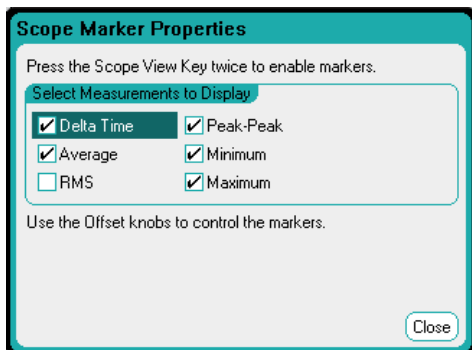 Scope Marker Properties
Press the Scope View Key twice to enable markers.
Select Measurements to Display
Delta Time
Peak-Peak
Average
Minimum
RMS
Maximum
Use the Offset knobs to control the markers.
Close